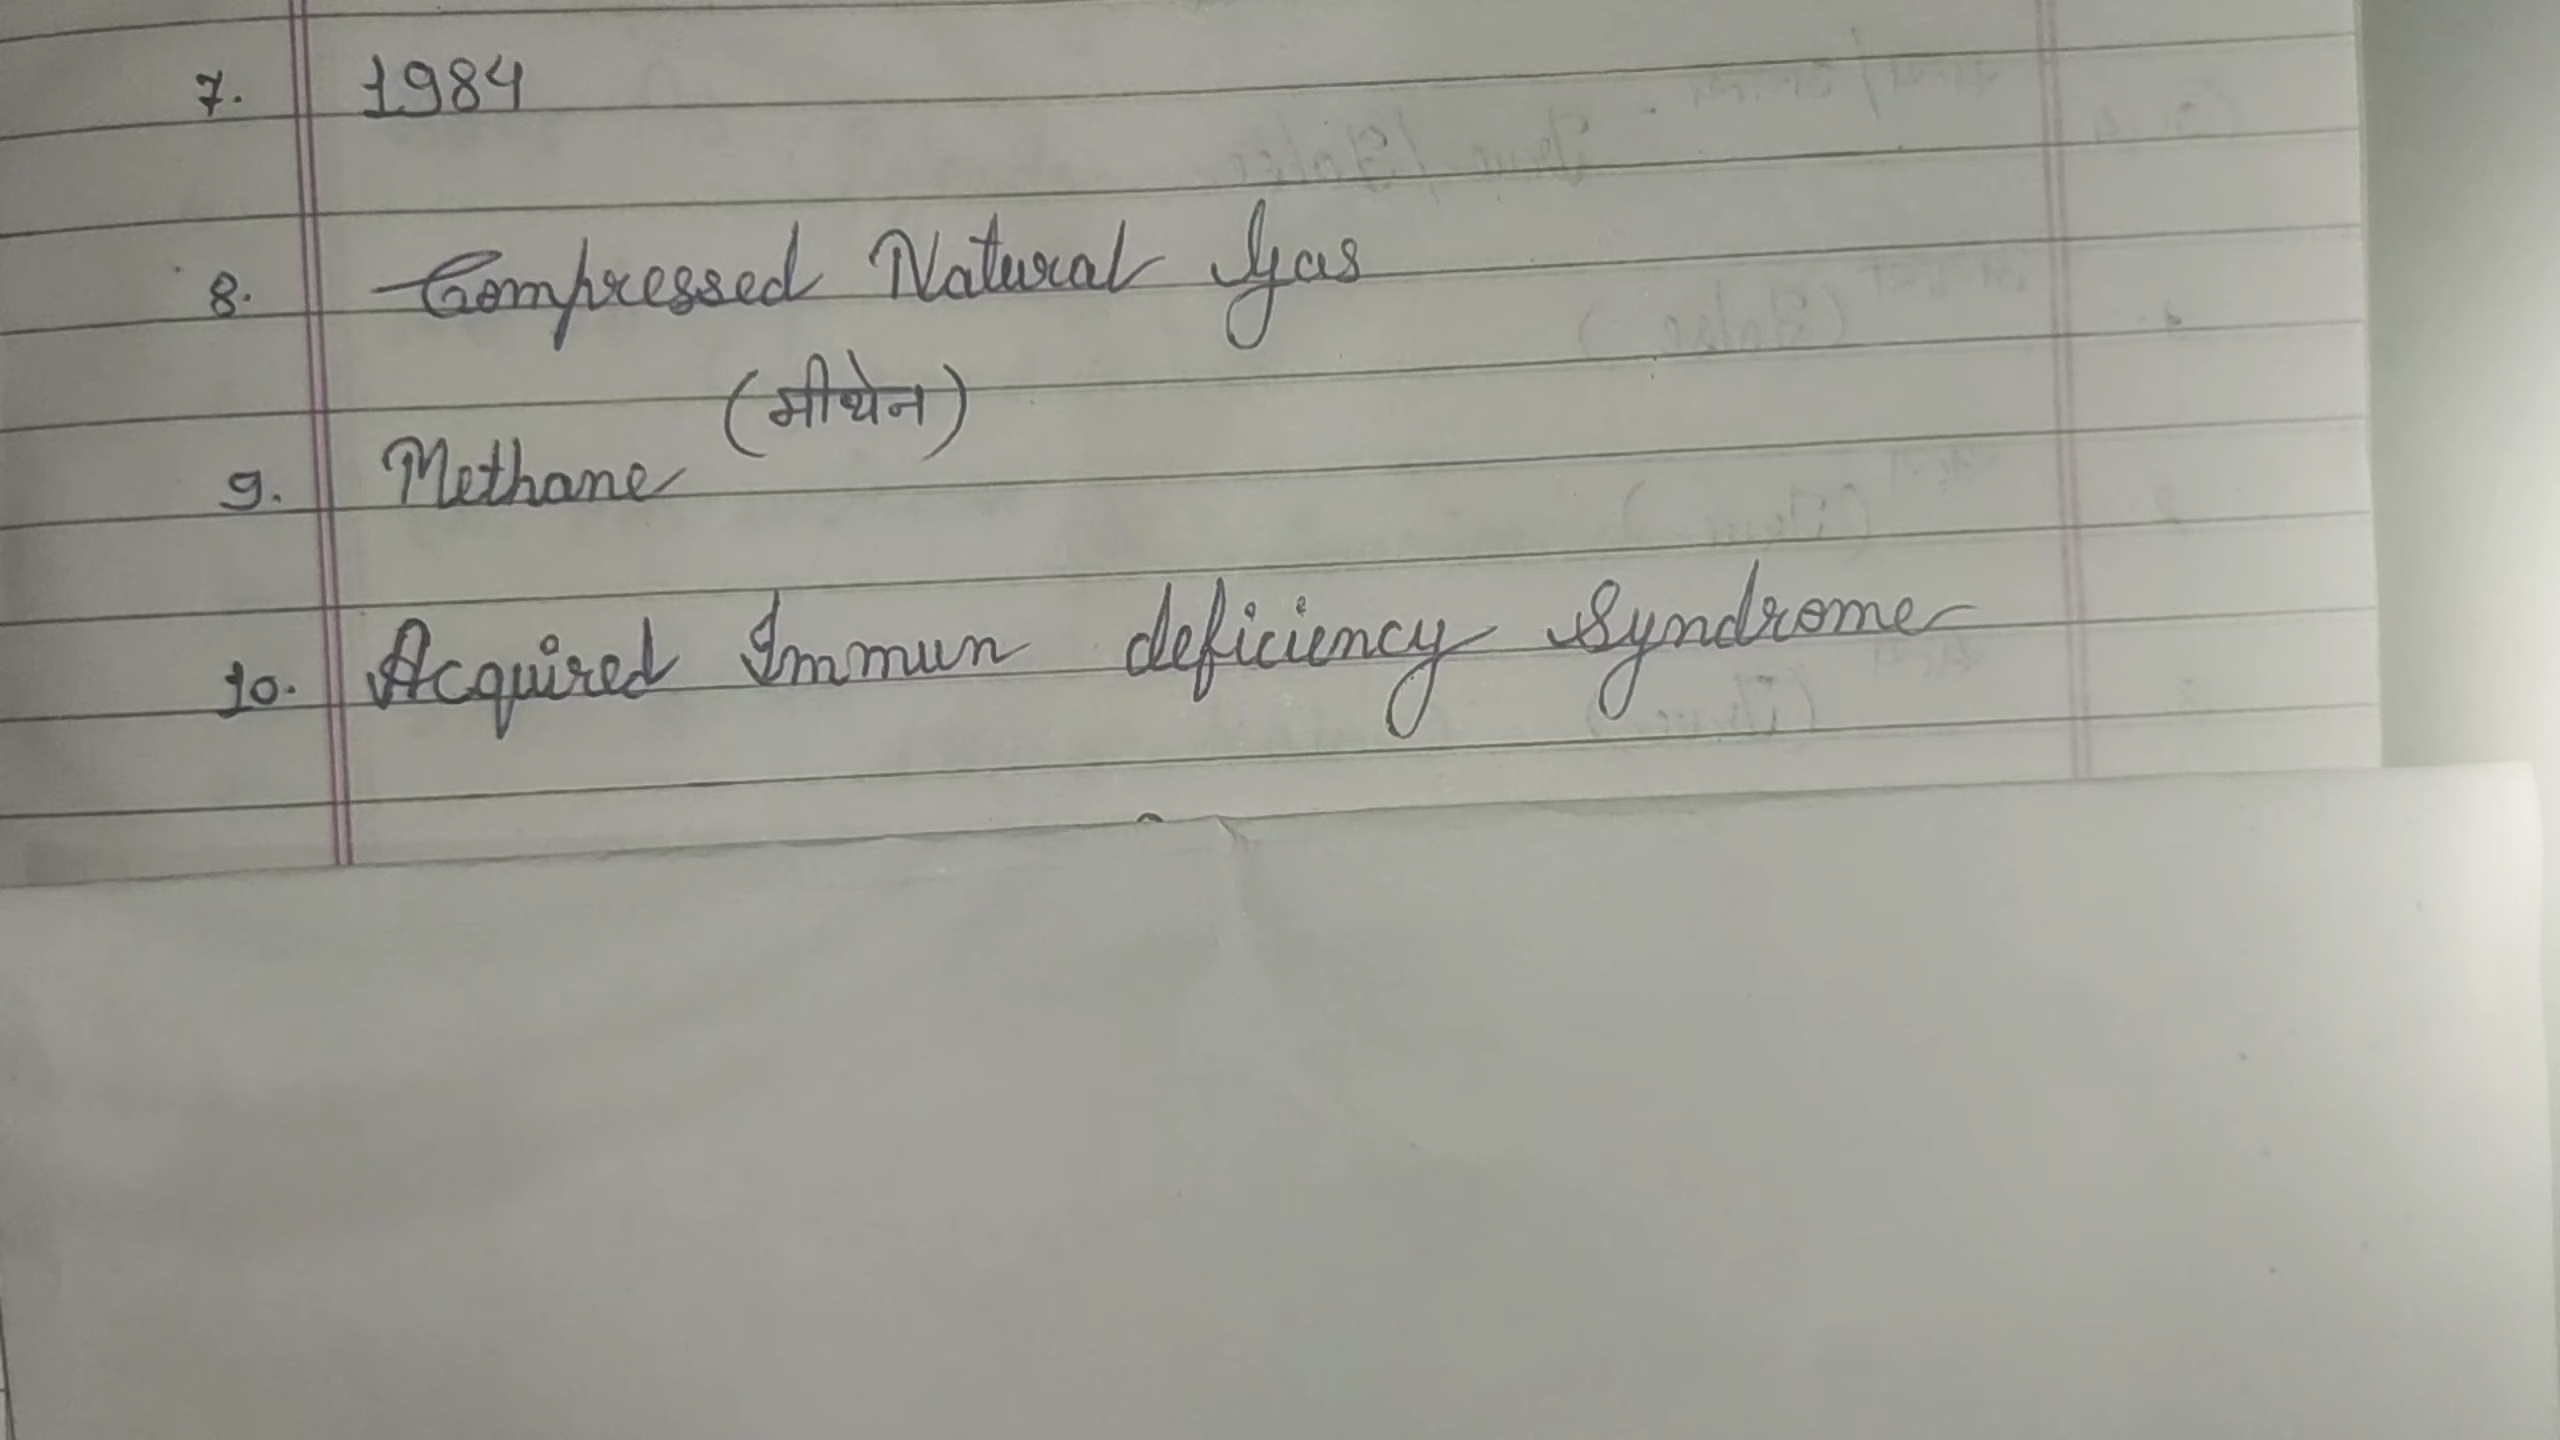 7. 1984
8. Compressed Natural Gas
(मीथेन)
9. Methane
10. Acquired Immun deficiency Syndrome